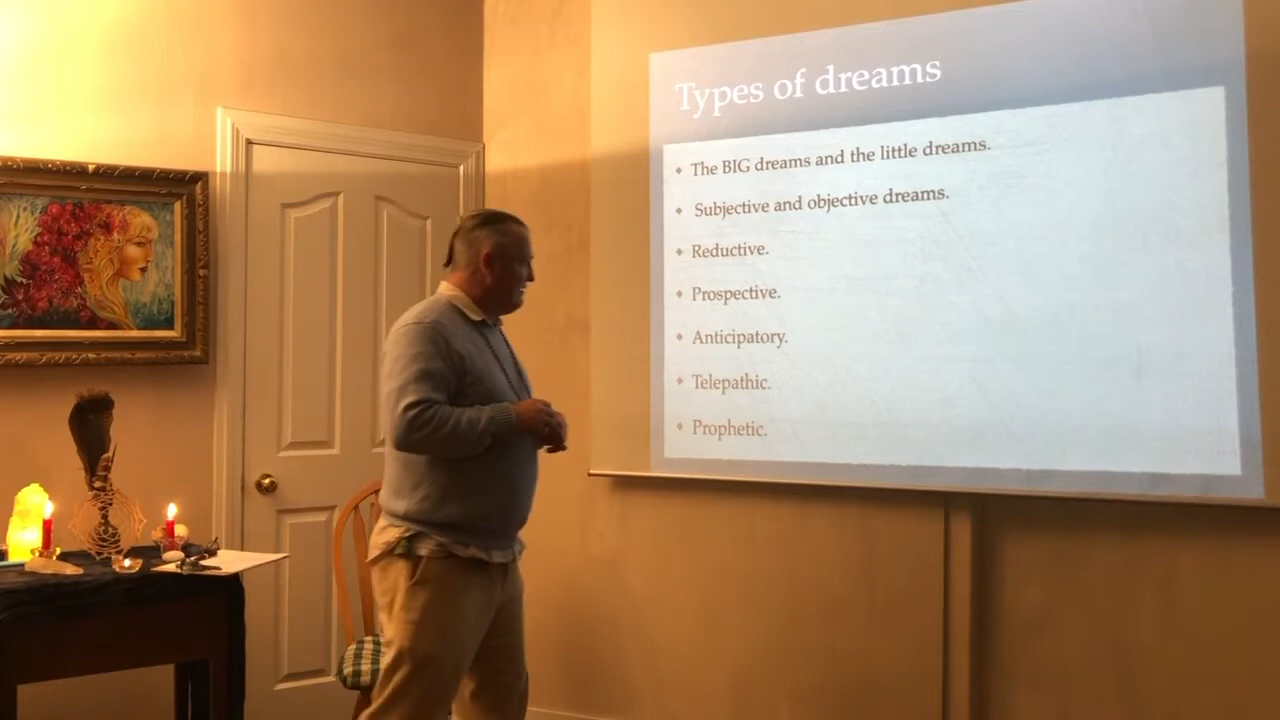 Types of dreams
The BIG dreams and the little dreams.
Subjective and objective dreams.
Reductive.
Prospective.
Anticipatory.
Telepathic.
Prophetic.